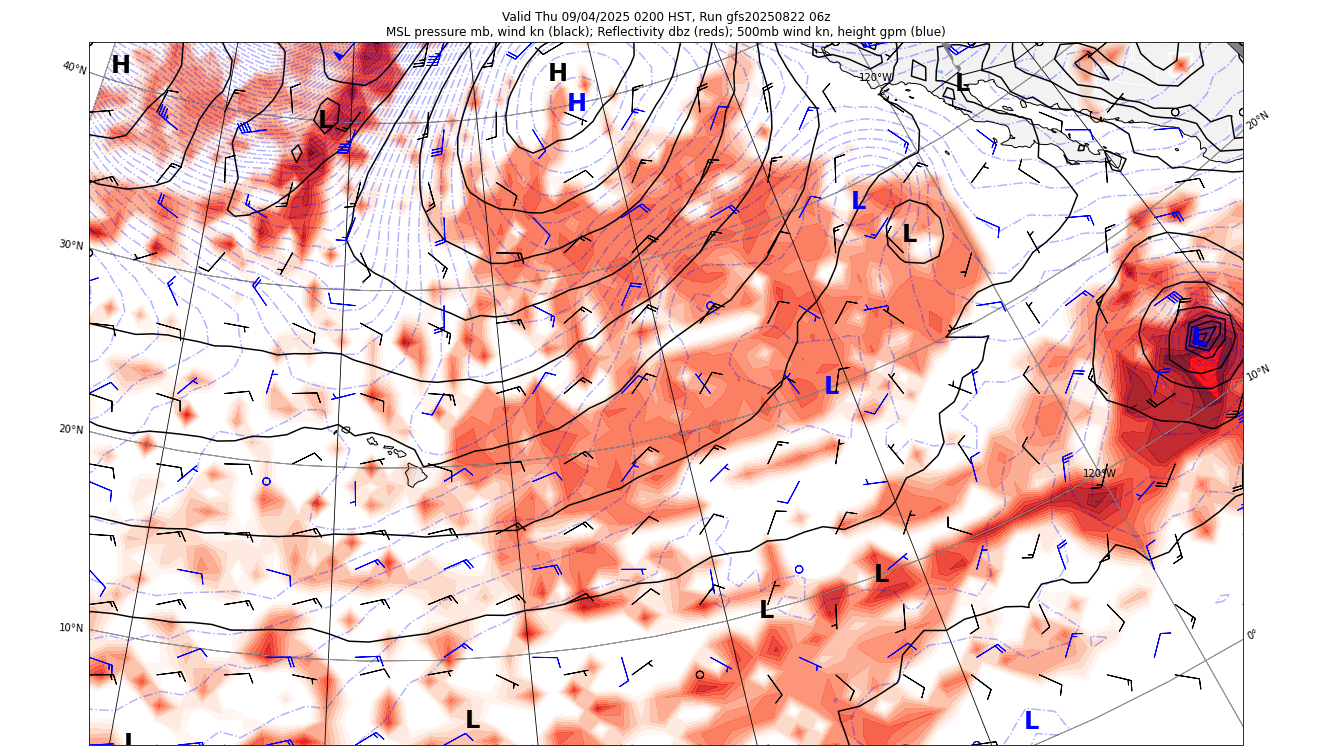 Valid Thu 09/04/2025 0200 HST, Run gfs20250822 06z
MSL pressure mb, wind kn (black); Reflectivity dbz (reds); 500mb wind kn, height gpm (blue)
H
H
H
L
L
40°N
120°W
20°N
L
L
30°N
L
10°N
L
20°N
120°W
L
L
10°N
0°
L
L
L